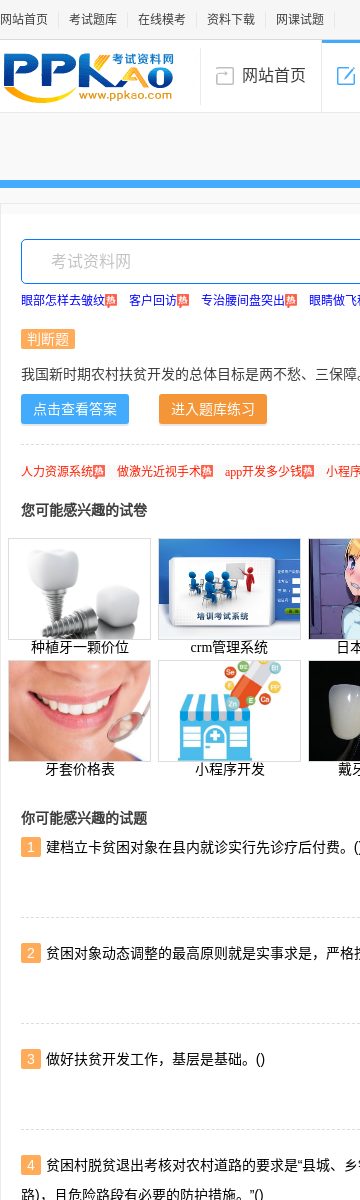 网站首页 考试题库 在线模考 资料下载 网课试题
PPKAO 考试资料网
www.ppkao.com
网站首页
考试资料网
眼部怎样去皱纹 热 客户回访 热 专治腰间盘突出 热 眼睛做飞
判断题
我国新时期农村扶贫开发的总体目标是两不愁、三保障。
点击查看答案 进入题库练习
人力资源系统 热 做激光近视手术 热 app开发多少钱 热 小程序
您可能感兴趣的试卷
培训考试系统
种植牙一颗价位 crm管理系统 日本
Se B12 Fe Zn E Ca
牙套价格表 小程序开发 戴牙
你可能感兴趣的试题
1 建档立卡贫困对象在县内就诊实行先诊疗后付费。()
2 贫困对象动态调整的最高原则就是实事求是，严格按
3 做好扶贫开发工作，基层是基础。()
4 贫困村脱贫退出考核对农村道路的要求是“县城、乡
路)，且危险路段有必要的防护措施。”()